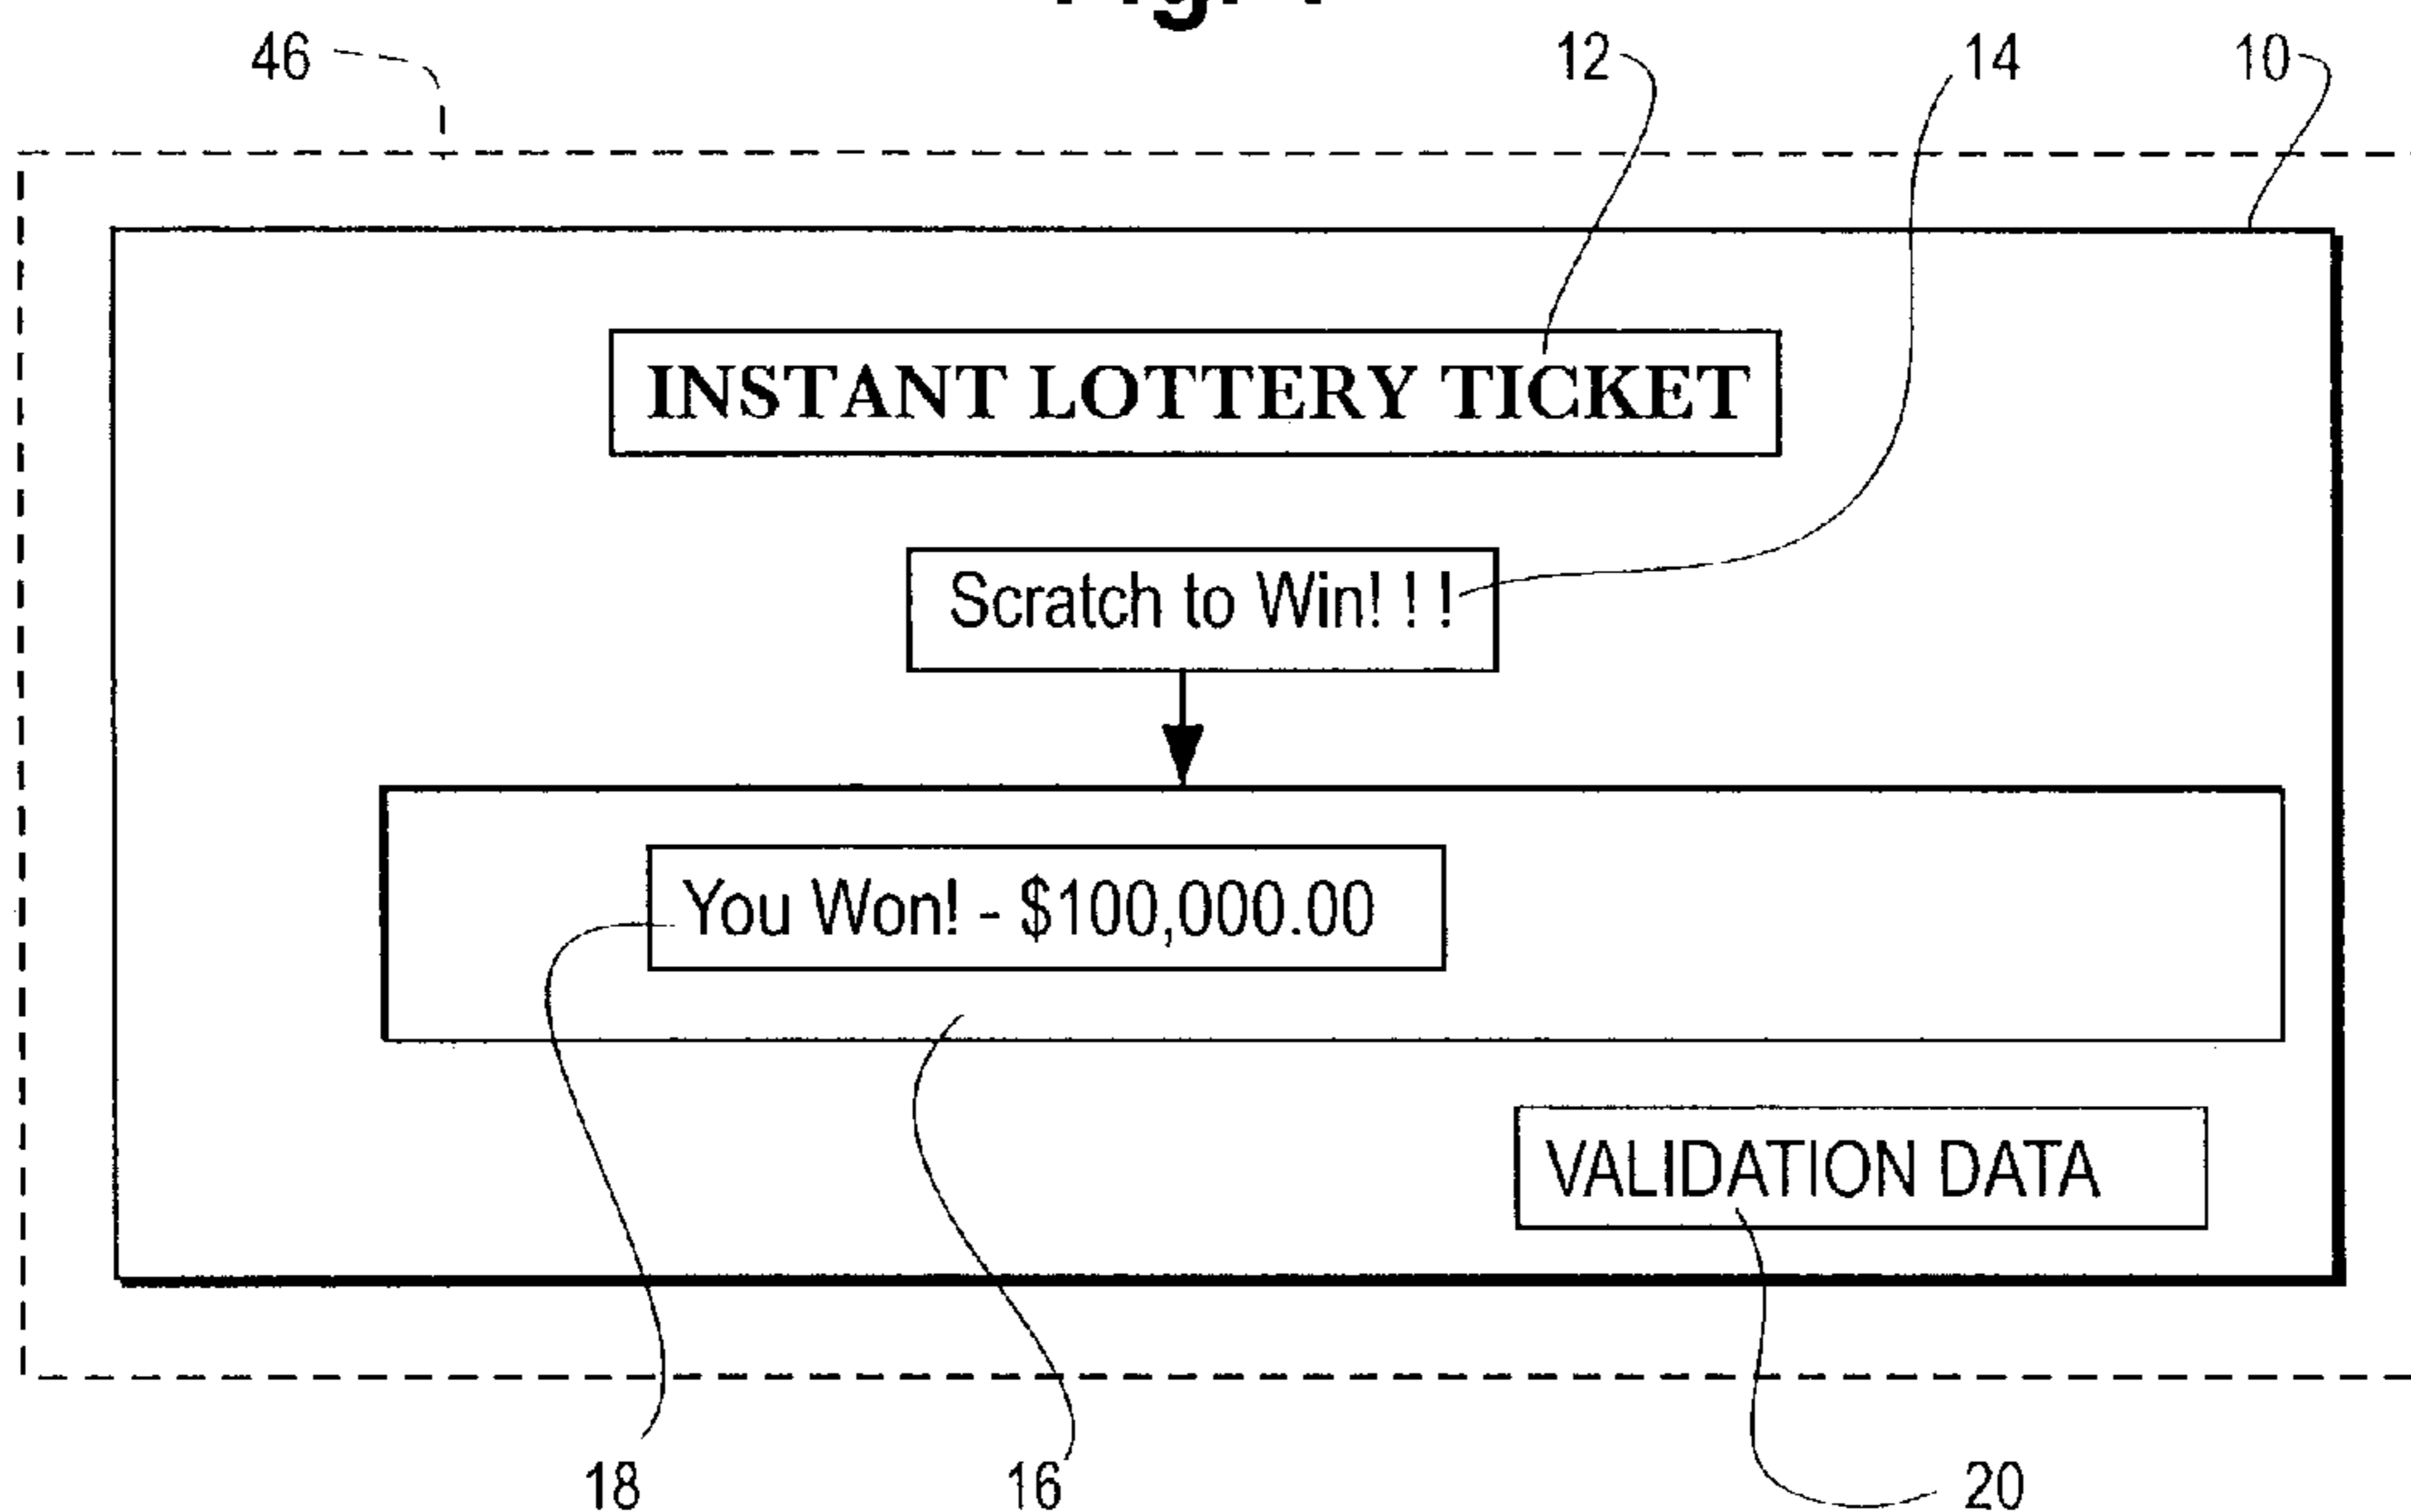 46 12 14 10
INSTANT LOTTERY TICKET
Scratch to Win! ! !
You Won! - $100,000.00
VALIDATION DATA
18 16 20